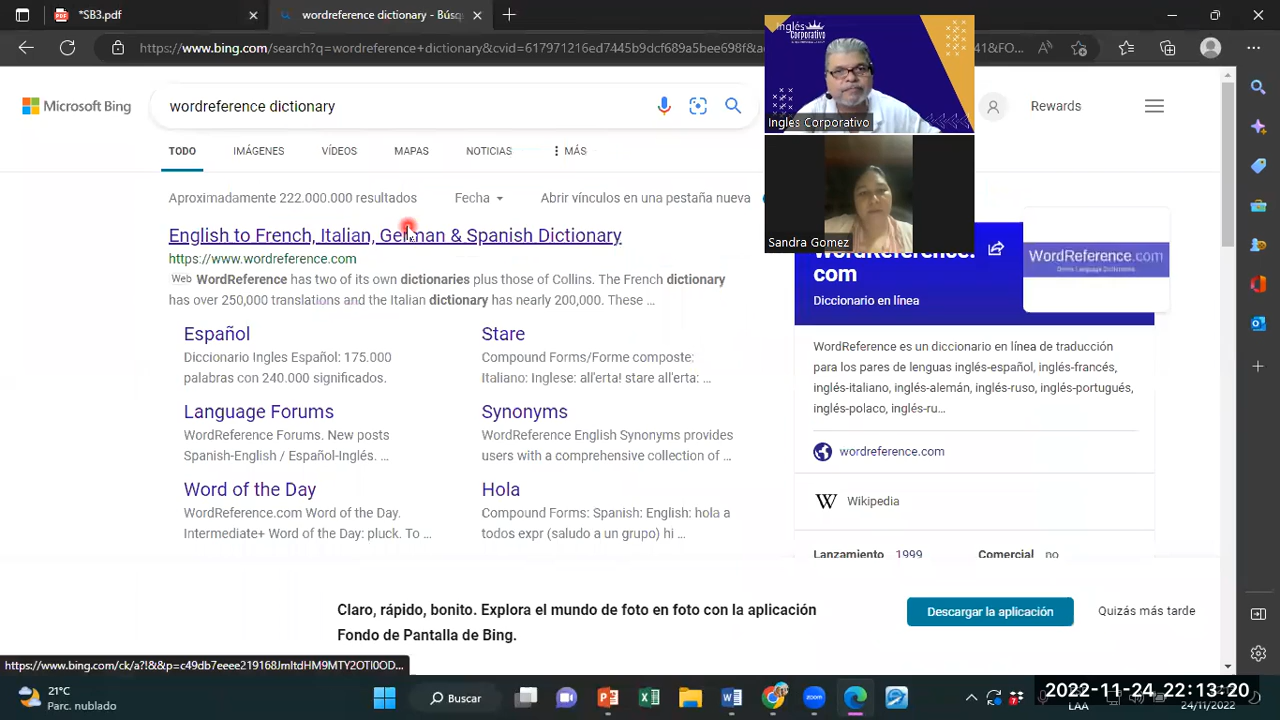 "SB3.pdf
wordreference dictionary - Búsq
https://www.bing.com/search?q=wordreference+dictionary&cvid=617371216ed7445b9dcf689a5bee698f&a
Microsoft Bing
wordreference dictionary
Rewards
TODO
IMÁGENES
VÍDEOS
MAPAS
NOTICIAS
MÁS
Aproximadamente 222.000.000 resultados
Fecha
Abrir vínculos en una pestaña nueva
Inglés Corporativo
Ingles Corporativo
Sandra Gomez
English to French, Italian, German & Spanish Dictionary
https://www.wordreference.com
Web WordReference has two of its own dictionaries plus those of Collins. The French dictionary
has over 250,000 translations and the Italian dictionary has nearly 200,000. These ...
Español
Diccionario Ingles Español: 175.000
palabras con 240.000 significados.
Stare
Compound Forms/Forme composte:
Italiano: Inglese: all'erta! stare all'erta: ...
Language Forums
WordReference Forums. New posts
Spanish-English / Español-Inglés. ...
Synonyms
WordReference English Synonyms provides
users with a comprehensive collection of ...
Word of the Day
WordReference.com Word of the Day.
Intermediate+ Word of the Day: pluck. To ...
Hola
Compound Forms: Spanish: English: hola a
todos expr (saludo a un grupo) hi ...
WordReference.
com
Diccionario en línea
WordReference.com
WordReference es un diccionario en línea de traducción
para los pares de lenguas inglés-español, inglés-francés,
inglés-italiano, inglés-alemán, inglés-ruso, inglés-portugués,
inglés-polaco, inglés-ru...
wordreference.com
Wikipedia
Lanzamiento 1999
Comercial no
Claro, rápido, bonito. Explora el mundo de foto en foto con la aplicación
Fondo de Pantalla de Bing.
Descargar la aplicación
Quizás más tarde
https://www.bing.com/ck/a?!&&p=c49db7eeee219168JmltdHM9MTY2OTI0OD...
21°C
Parc. nublado
Buscar
2022-11-24 22:13:20
LAA
24/11/2022